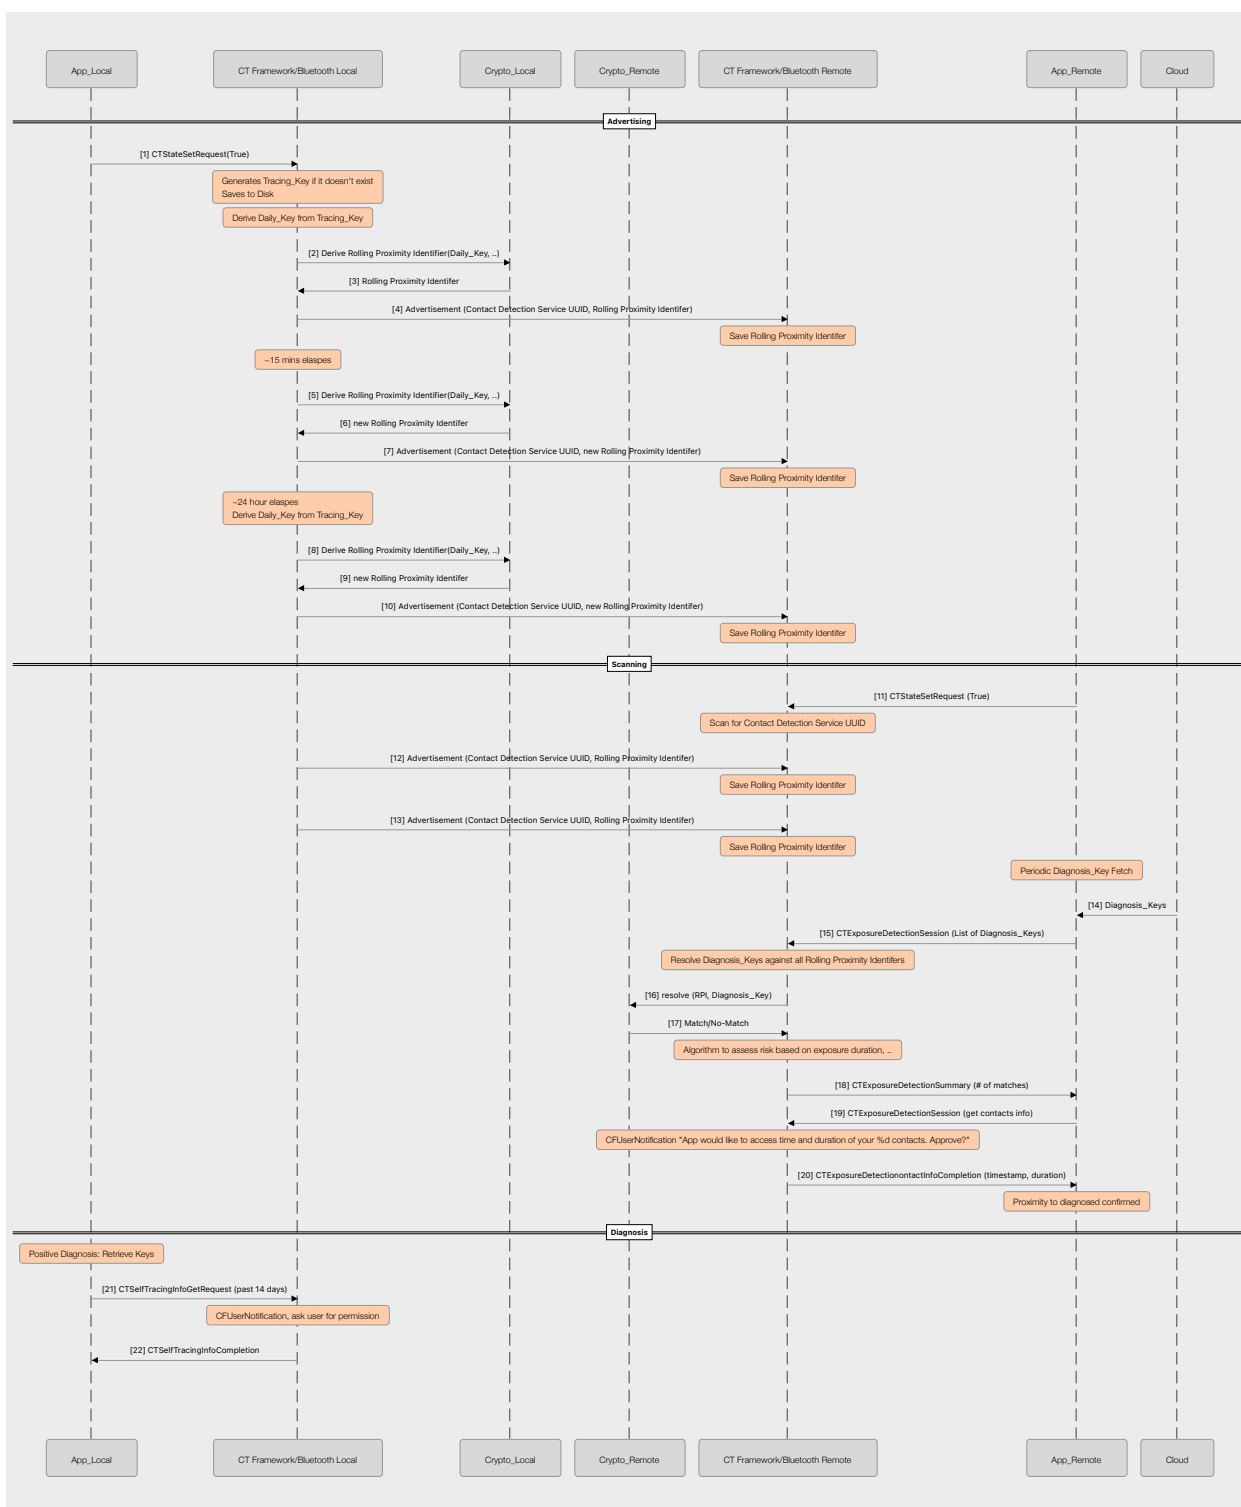 App_Local
CT Framework/Bluetooth Local
Crypto_Local
Crypto_Remote
CT Framework/Bluetooth Remote
App_Remote
Cloud
Advertising
[1] CTStateSetRequest(True)
Generates Tracing_Key if it doesn't exist
Saves to Disk
Derive Daily_Key from Tracing_Key
[2] Derive Rolling Proximity Identifier(Daily_Key, ..)
[3] Rolling Proximity Identifer
[4] Advertisement (Contact Detection Service UUID, Rolling Proximity Identifer)
Save Rolling Proximity Identifer
~15 mins elaspes
[5] Derive Rolling Proximity Identifier(Daily_Key, ..)
[6] new Rolling Proximity Identifer
[7] Advertisement (Contact Detection Service UUID, new Rolling Proximity Identifer)
Save Rolling Proximity Identifer
~24 hour elaspes
Derive Daily_Key from Tracing_Key
[8] Derive Rolling Proximity Identifier(Daily_Key, ..)
[9] new Rolling Proximity Identifer
[10] Advertisement (Contact Detection Service UUID, new Rolling Proximity Identifer)
Save Rolling Proximity Identifer
Scanning
[11] CTStateSetRequest (True)
Scan for Contact Detection Service UUID
[12] Advertisement (Contact Detection Service UUID, Rolling Proximity Identifer)
Save Rolling Proximity Identifer
[13] Advertisement (Contact Detection Service UUID, Rolling Proximity Identifer)
Save Rolling Proximity Identifer
Periodic Diagnosis_Key Fetch
[14] Diagnosis_Keys
[15] CTExposureDetectionSession (List of Diagnosis_Keys)
Resolve Diagnosis_Keys against all Rolling Proximity Identifers
[16] resolve (RPI, Diagnosis_Key)
[17] Match/No-Match
Algorithm to assess risk based on exposure duration, ..
[18] CTExposureDetectionSummary (# of matches)
[19] CTExposureDetectionSession (get contacts info)
CFUserNotification "App would like to access time and duration of your %d contacts. Approve?"
[20] CTExposureDetectionontactInfoCompletion (timestamp, duration)
Proximity to diagnosed confirmed
Diagnosis
Positive Diagnosis: Retrieve Keys
[21] CTSelfTracingInfoGetRequest (past 14 days)
CFUserNotification, ask user for permission
[22] CTSelfTracingInfoCompletion
App_Local
CT Framework/Bluetooth Local
Crypto_Local
Crypto_Remote
CT Framework/Bluetooth Remote
App_Remote
Cloud